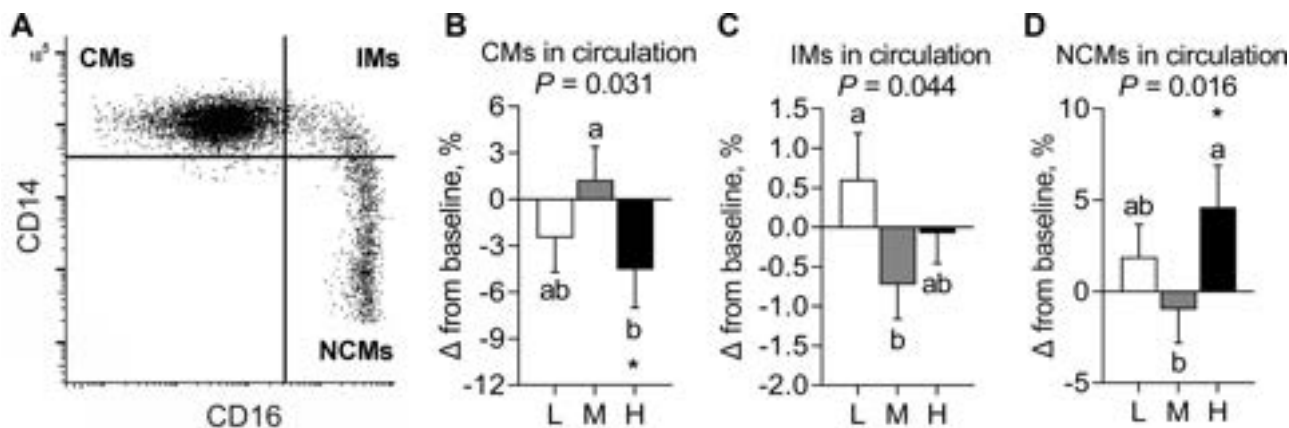 A
10⁵
CMs
IMs
NCMs
CD14
CD16
B
CMs in circulation
P = 0.031
Δ from baseline, %
6
3
0
-3
-6
-9
-12
a
ab
b
*
L M H
C
IMs in circulation
P = 0.044
Δ from baseline, %
1.5
1.0
0.5
0.0
-0.5
-1.0
-1.5
-2.0
a
ab
b
L M H
D
NCMs in circulation
P = 0.016
Δ from baseline, %
10
5
0
-5
*
a
ab
b
L M H